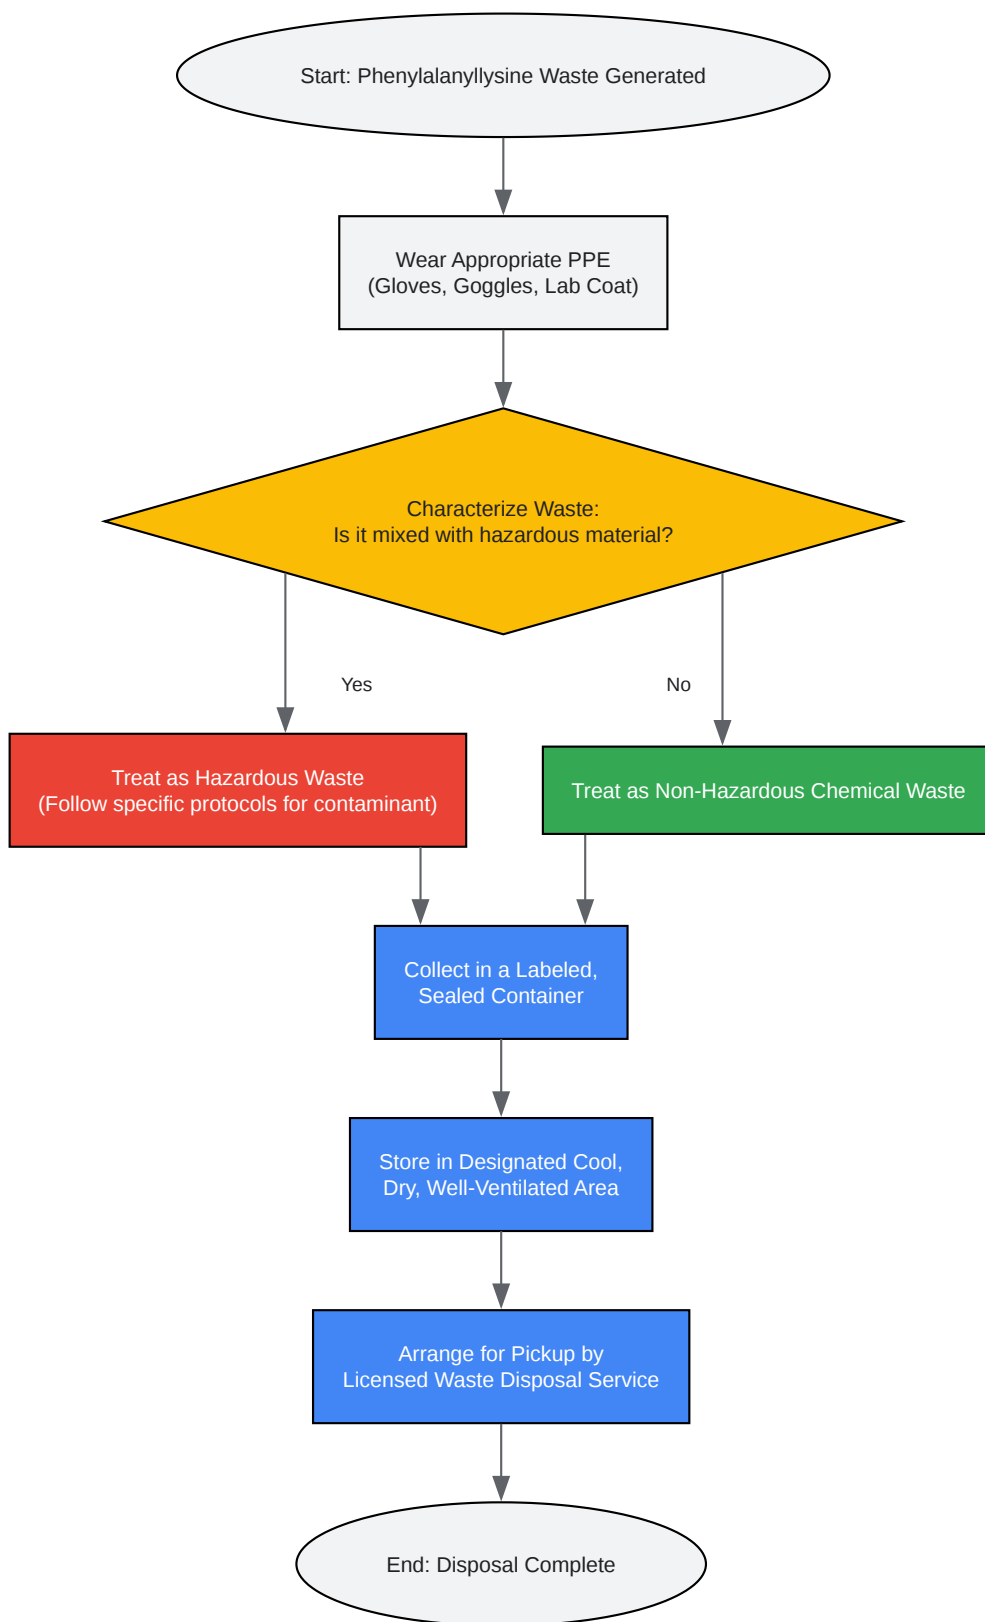 Start: Phenylalanyllysine Waste Generated
Wear Appropriate PPE
(Gloves, Goggles, Lab Coat)
Characterize Waste:
Is it mixed with hazardous material?
Yes
No
Treat as Hazardous Waste
(Follow specific protocols for contaminant)
Treat as Non-Hazardous Chemical Waste
Collect in a Labeled,
Sealed Container
Store in Designated Cool,
Dry, Well-Ventilated Area
Arrange for Pickup by
Licensed Waste Disposal Service
End: Disposal Complete